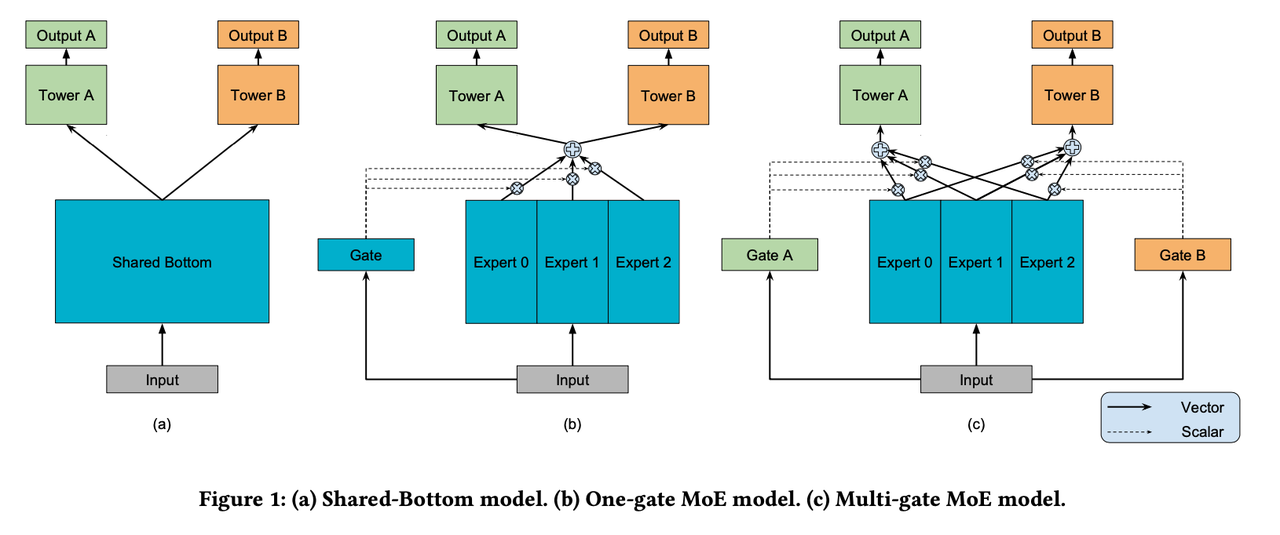 Output A
Output B
Tower A
Tower B
Shared Bottom
Input
(a)
Output A
Output B
Tower A
Tower B
Gate
Expert 0
Expert 1
Expert 2
Input
(b)
Output A
Output B
Tower A
Tower B
Gate A
Expert 0
Expert 1
Expert 2
Gate B
Input
(c)
Vector
Scalar
Figure 1: (a) Shared-Bottom model. (b) One-gate MoE model. (c) Multi-gate MoE model.